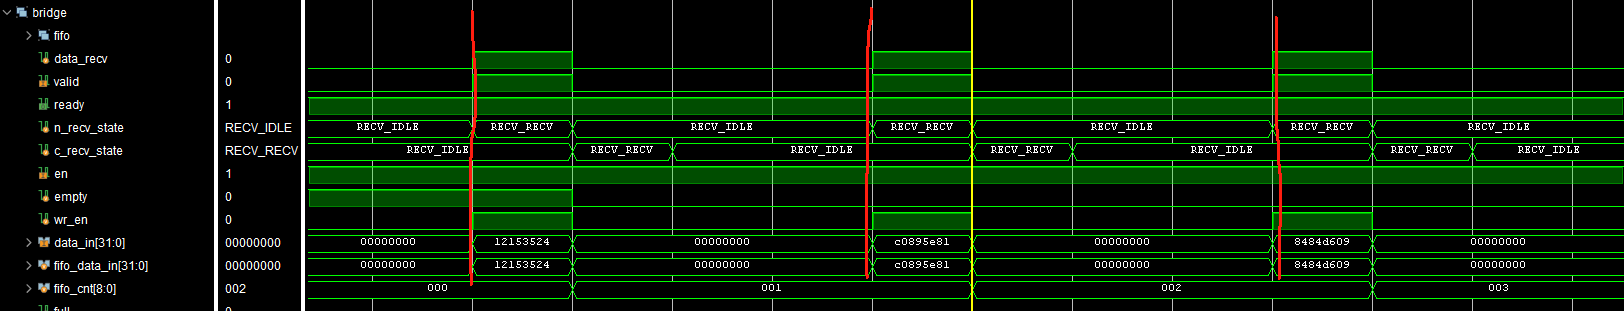 bridge
fifo
data_recv 0
valid 0
ready 1
n_recv_state RECV_IDLE RECV_IDLE RECV_RECV RECV_IDLE RECV_RECV RECV_IDLE RECV_RECV RECV_IDLE
c_recv_state RECV_RECV RECV_IDLE RECV_RECV RECV_IDLE RECV_RECV RECV_IDLE RECV_RECV RECV_IDLE
en 1
empty 0
wr_en 0
data_in[31:0] 00000000 00000000 12153524 00000000 c0895e81 00000000 8484d609 00000000
fifo_data_in[31:0] 00000000 00000000 12153524 00000000 c0895e81 00000000 8484d609 00000000
fifo_cnt[8:0] 002 000 001 002 003